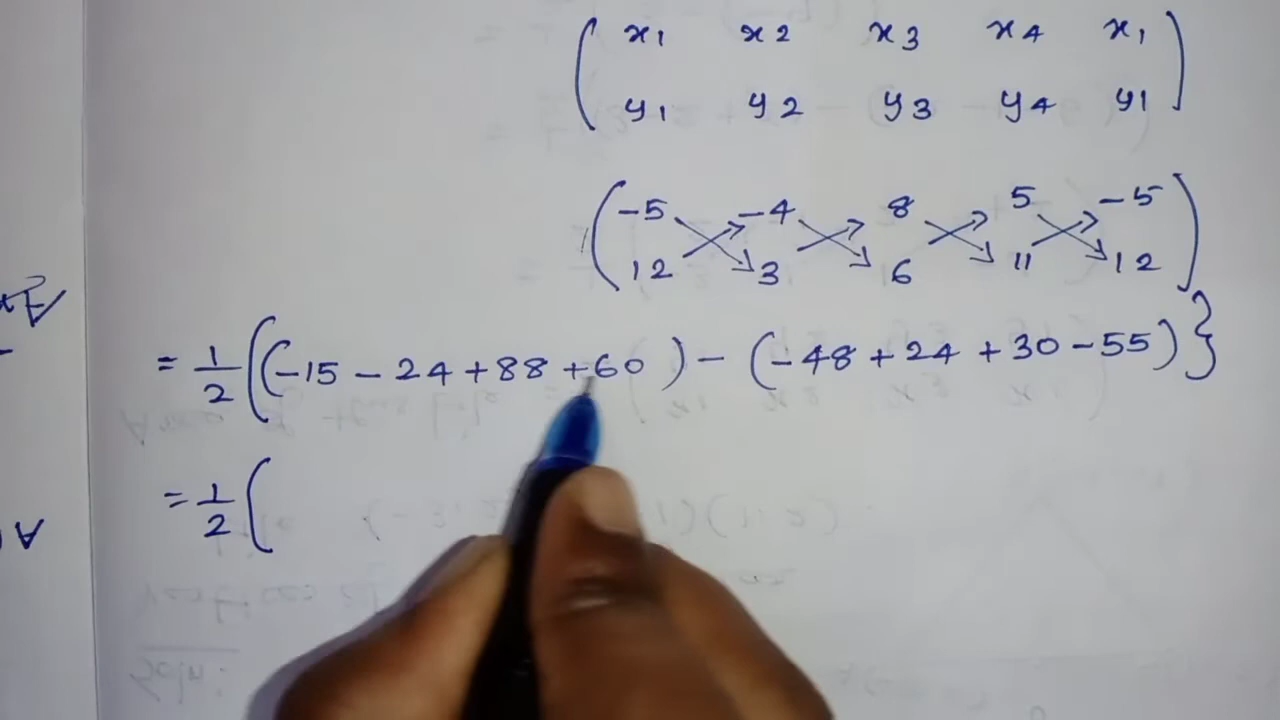 x1 x2 x3 x4 x1
y1 y2 y3 y4 y1
-5 -4 8 5 -5
12 3 6 11 12
= 1/2 ((-15 - 24 + 88 + 60) - (-48 + 24 + 30 - 55)}
= 1/2 (